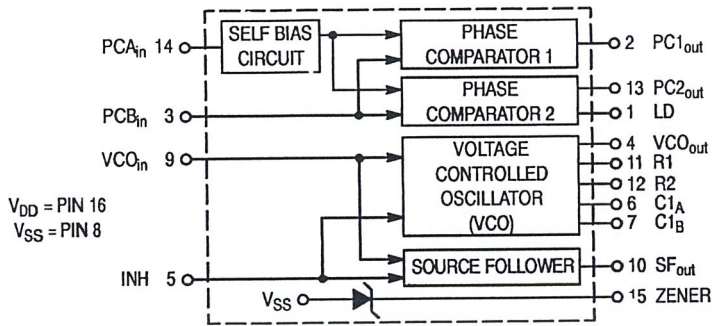 PCAin 14
SELF BIAS
CIRCUIT
PHASE
COMPARATOR 1
2 PC1out
PCBin 3
PHASE
COMPARATOR 2
13 PC2out
1 LD
VCOin 9
VOLTAGE
CONTROLLED
OSCILLATOR
(VCO)
4 VCOout
11 R1
12 R2
6 C1A
7 C1B
VDD = PIN 16
VSS = PIN 8
INH 5
SOURCE FOLLOWER
10 SFout
VSS
15 ZENER